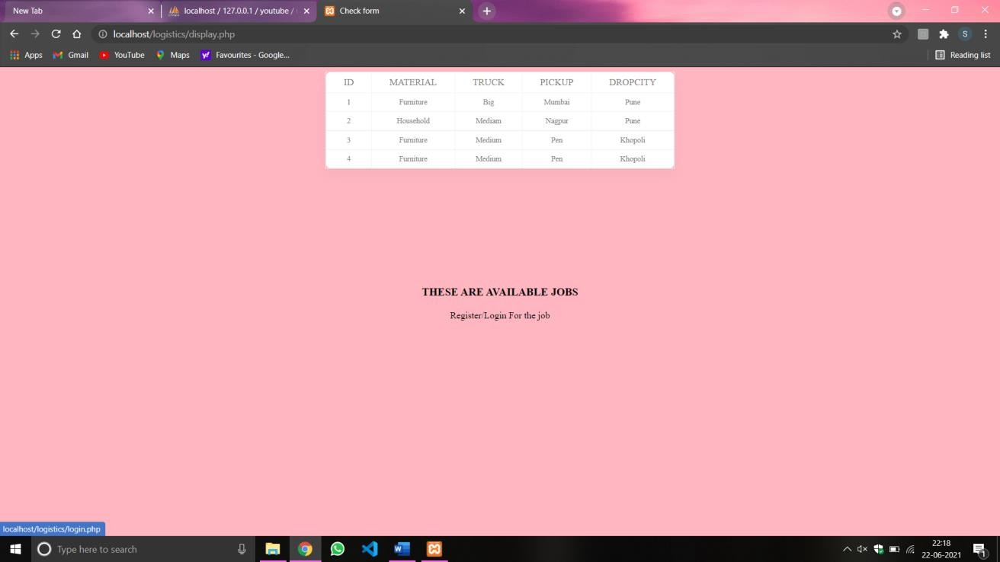 New Tab
localhost / 127.0.0.1 / youtube /
Check form
localhost/logistics/display.php
S
Apps
Gmail
YouTube
Maps
Favourites - Google...
Reading list
ID MATERIAL TRUCK PICKUP DROPCITY
1 Furniture Big Mumbai Pune
2 Household Mediam Nagpur Pune
3 Furniture Medium Pen Khopoli
4 Furniture Medium Pen Khopoli
THESE ARE AVAILABLE JOBS
Register/Login For the job
localhost/logistics/login.php
Type here to search
22:18
22-06-2021
1